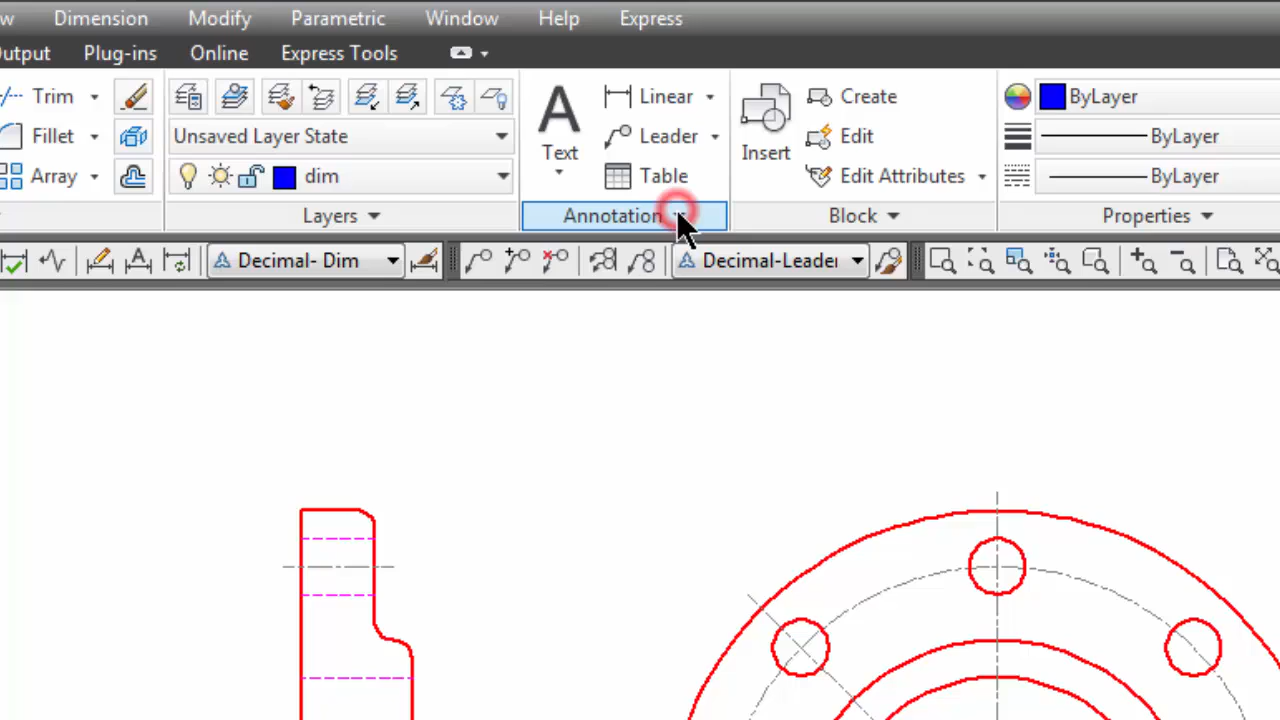 w Dimension Modify Parametric Window Help Express
utput Plug-ins Online Express Tools
Trim
Fillet
Array
Unsaved Layer State
dim
Layers
A
Text
Linear
Leader
Table
Annotation
Insert
Create
Edit
Edit Attributes
Block
ByLayer
ByLayer
ByLayer
Properties
Decimal- Dim
Decimal-Leader